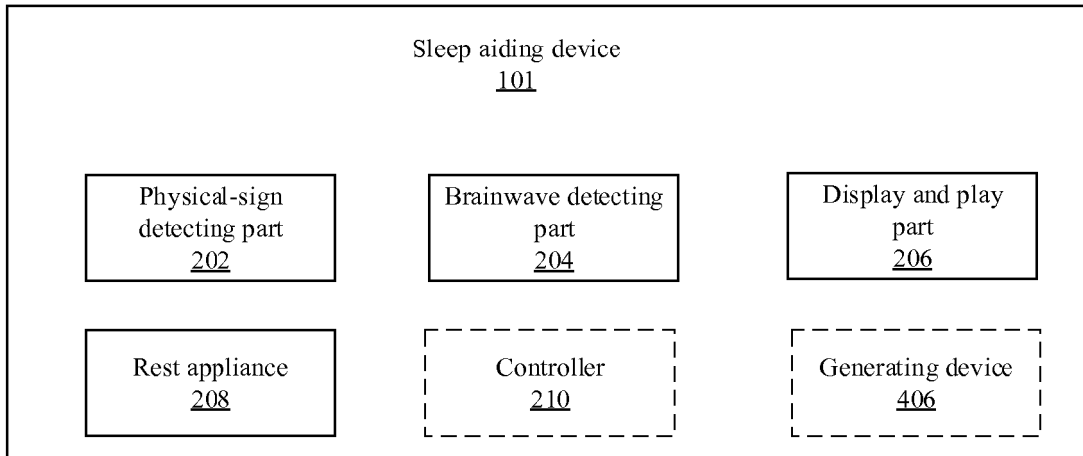 Sleep aiding device
101
Physical-sign
detecting part
202
Brainwave detecting
part
204
Display and play
part
206
Rest appliance
208
Controller
210
Generating device
406